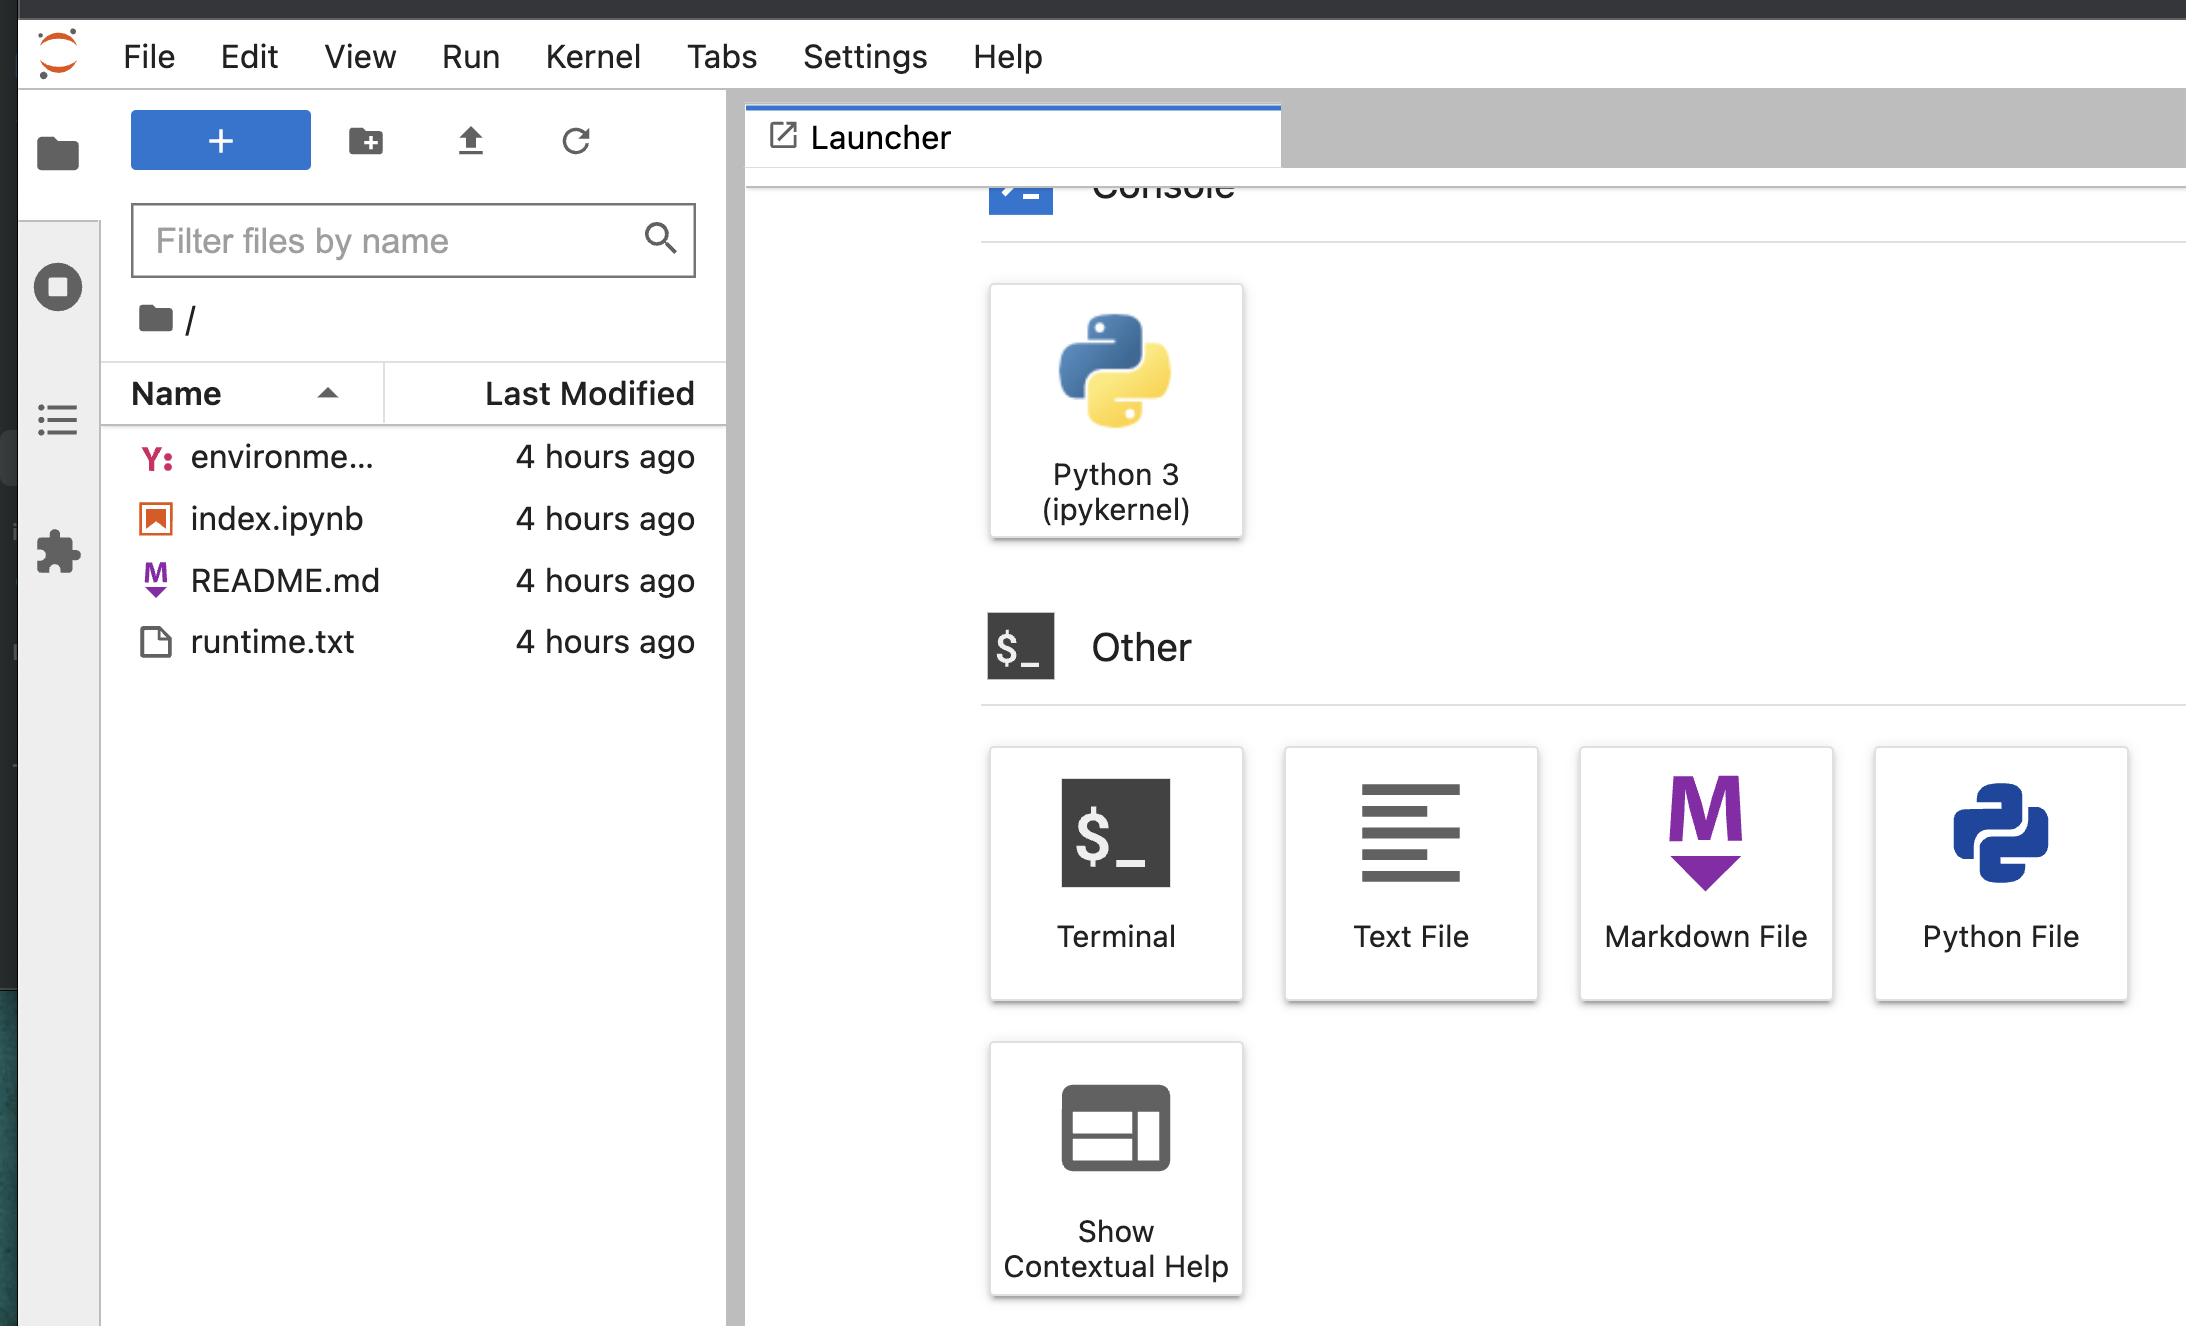 File Edit View Run Kernel Tabs Settings Help
+
Filter files by name
/
Name Last Modified
Y: environme... 4 hours ago
index.ipynb 4 hours ago
M README.md 4 hours ago
runtime.txt 4 hours ago
Launcher
Console
Python 3
(ipykernel)
$_ Other
$_
Terminal
Text File
M
Markdown File
Python File
Show
Contextual Help